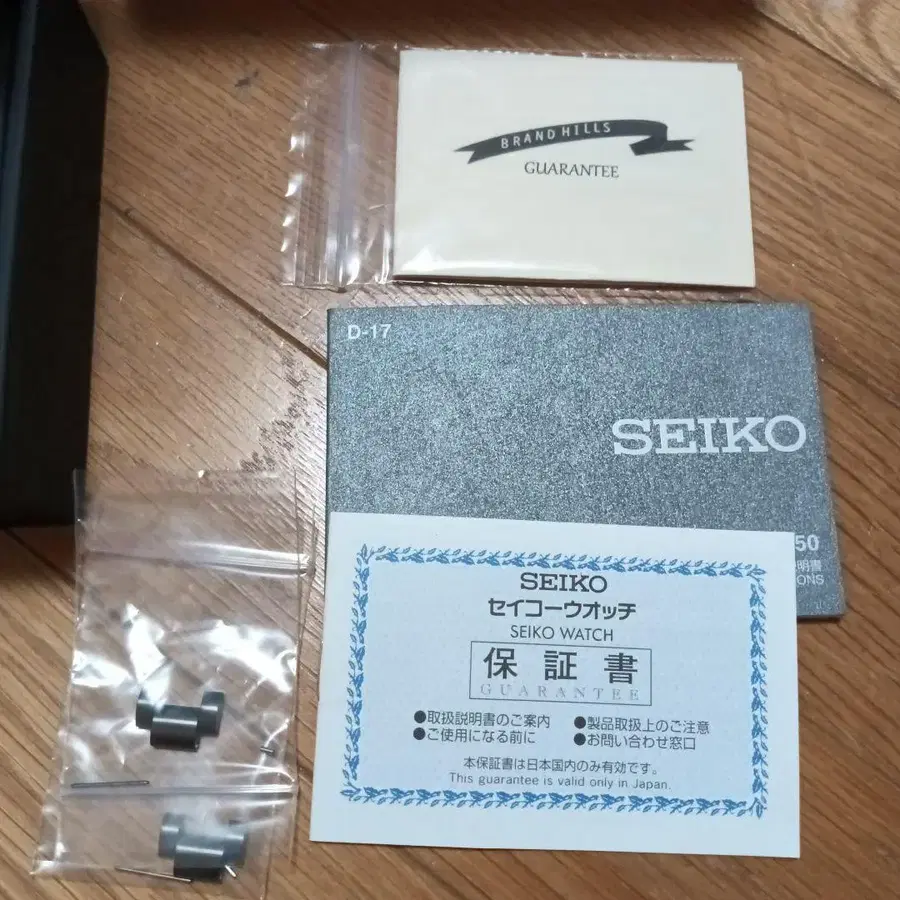 BRAND HILLS
GUARANTEE
D-17
SEIKO
50
明書
IONS
SEIKO
セイコーウオッチ
SEIKO WATCH
保証書
GUARANTEE
●取扱説明書のご案内 ●製品取扱上のご注意
●ご使用になる前に ●お問い合わせ窓口
本保証書は日本国内のみ有効です。
This guarantee is valid only in Japan.